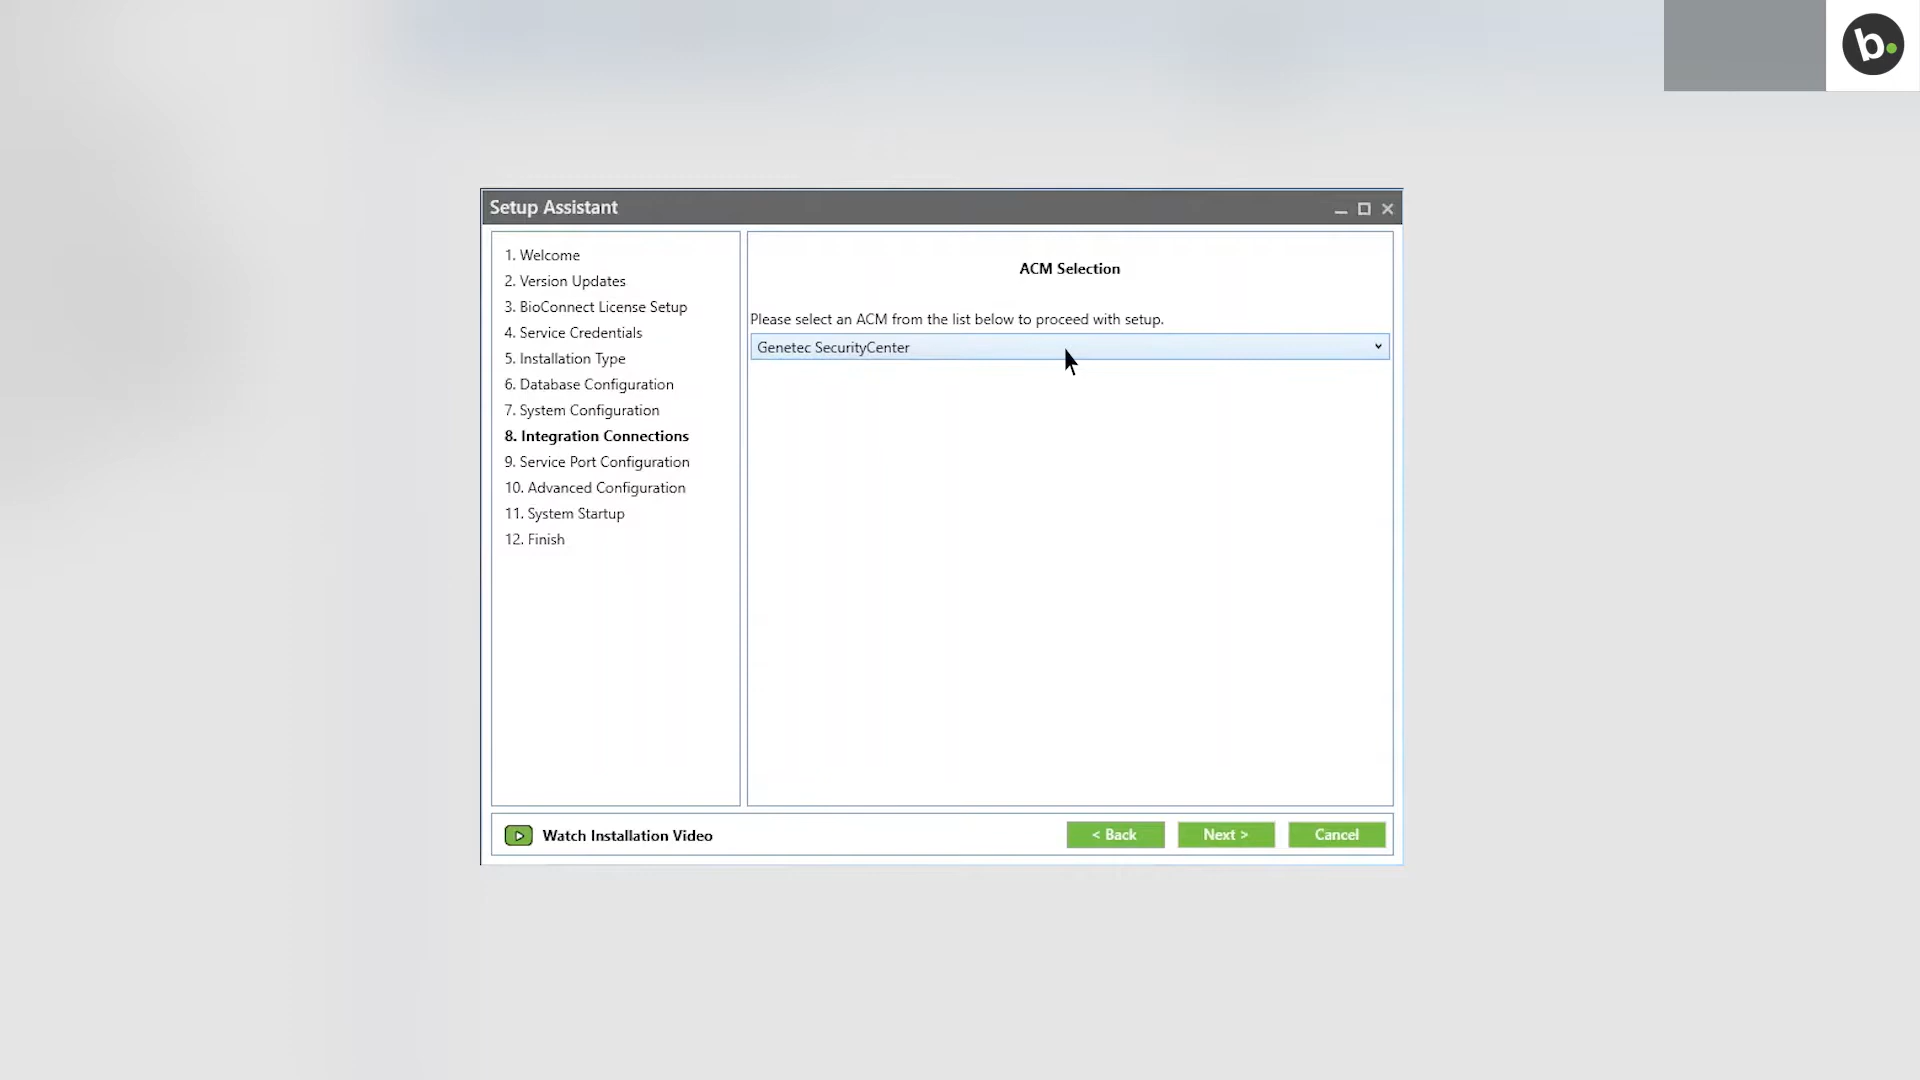 b.
Setup Assistant
1. Welcome
2. Version Updates
3. BioConnect License Setup
4. Service Credentials
5. Installation Type
6. Database Configuration
7. System Configuration
8. Integration Connections
9. Service Port Configuration
10. Advanced Configuration
11. System Startup
12. Finish
ACM Selection
Please select an ACM from the list below to proceed with setup.
Genetec SecurityCenter
Watch Installation Video
< Back
Next >
Cancel